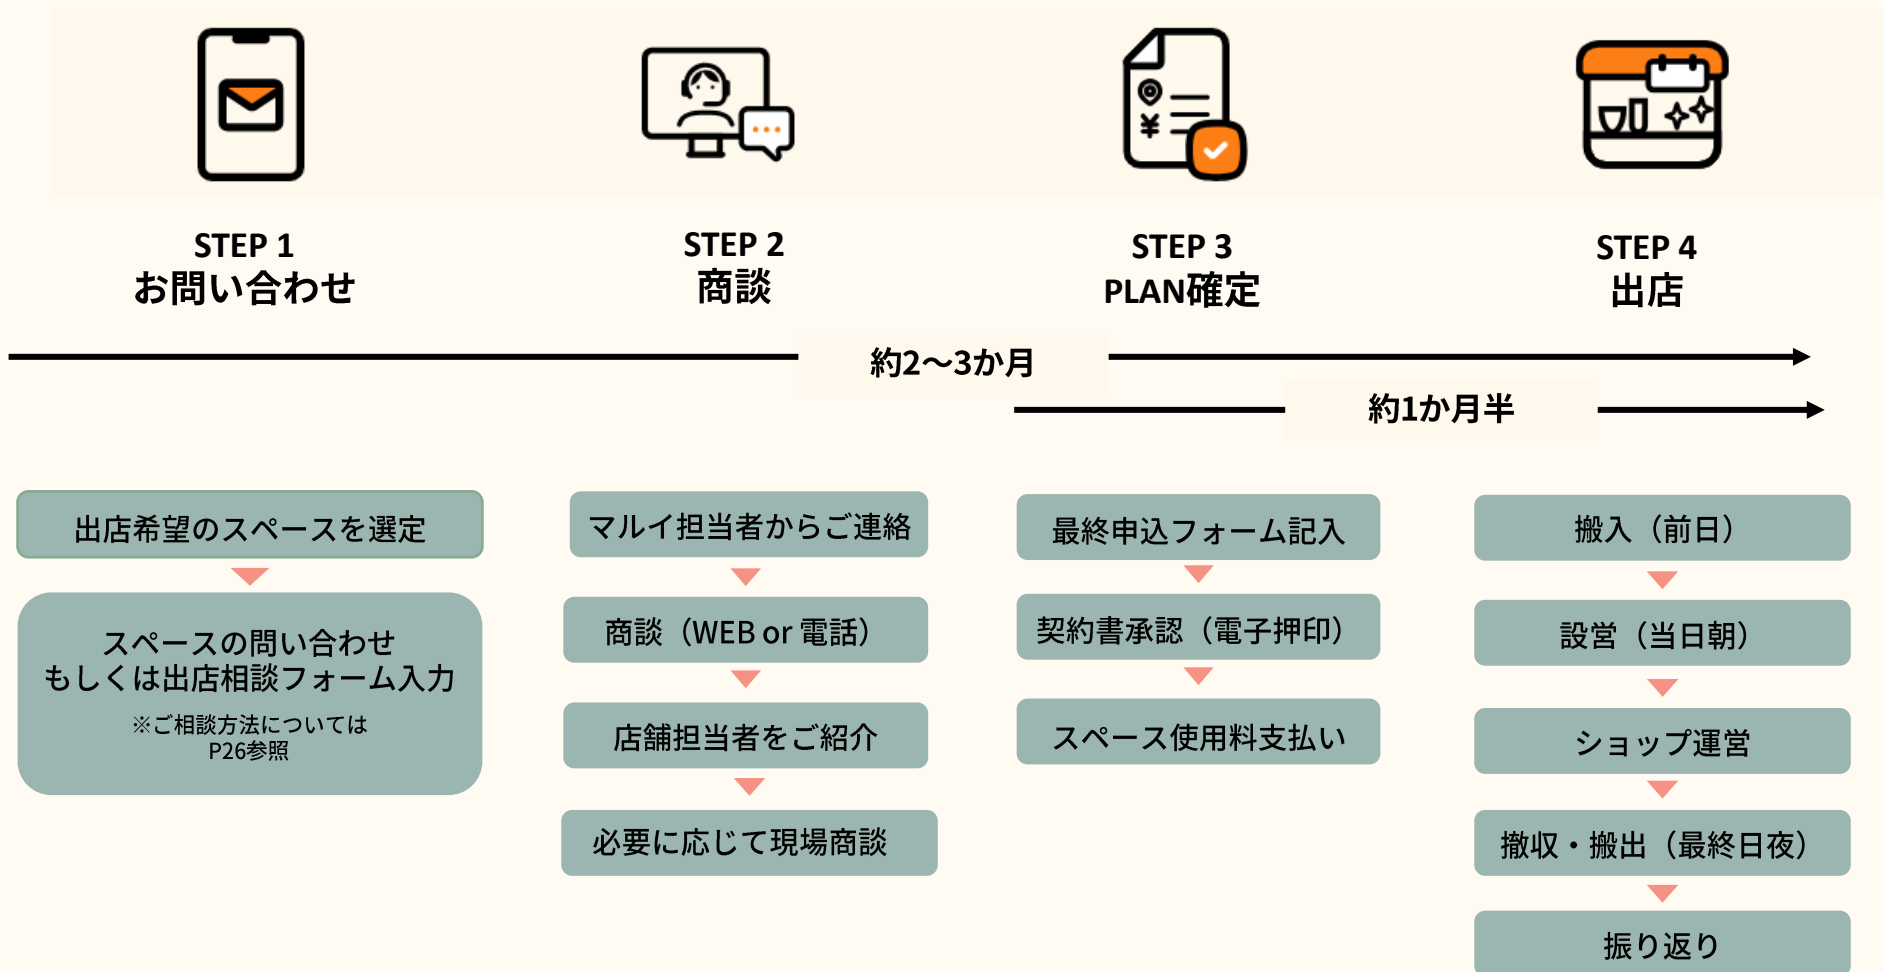 ¥
STEP 1
お問い合わせ
STEP 2
商談
STEP 3
PLAN確定
STEP 4
出店
約2〜3か月
約1か月半
出店希望のスペースを選定
スペースの問い合わせ
もしくは出店相談フォーム入力
※ご相談方法については
P26参照
マルイ担当者からご連絡
商談（WEB or 電話）
店舗担当者をご紹介
必要に応じて現場商談
最終申込フォーム記入
契約書承認（電子押印）
スペース使用料支払い
搬入（前日）
設営（当日朝）
ショップ運営
撤収・搬出（最終日夜）
振り返り